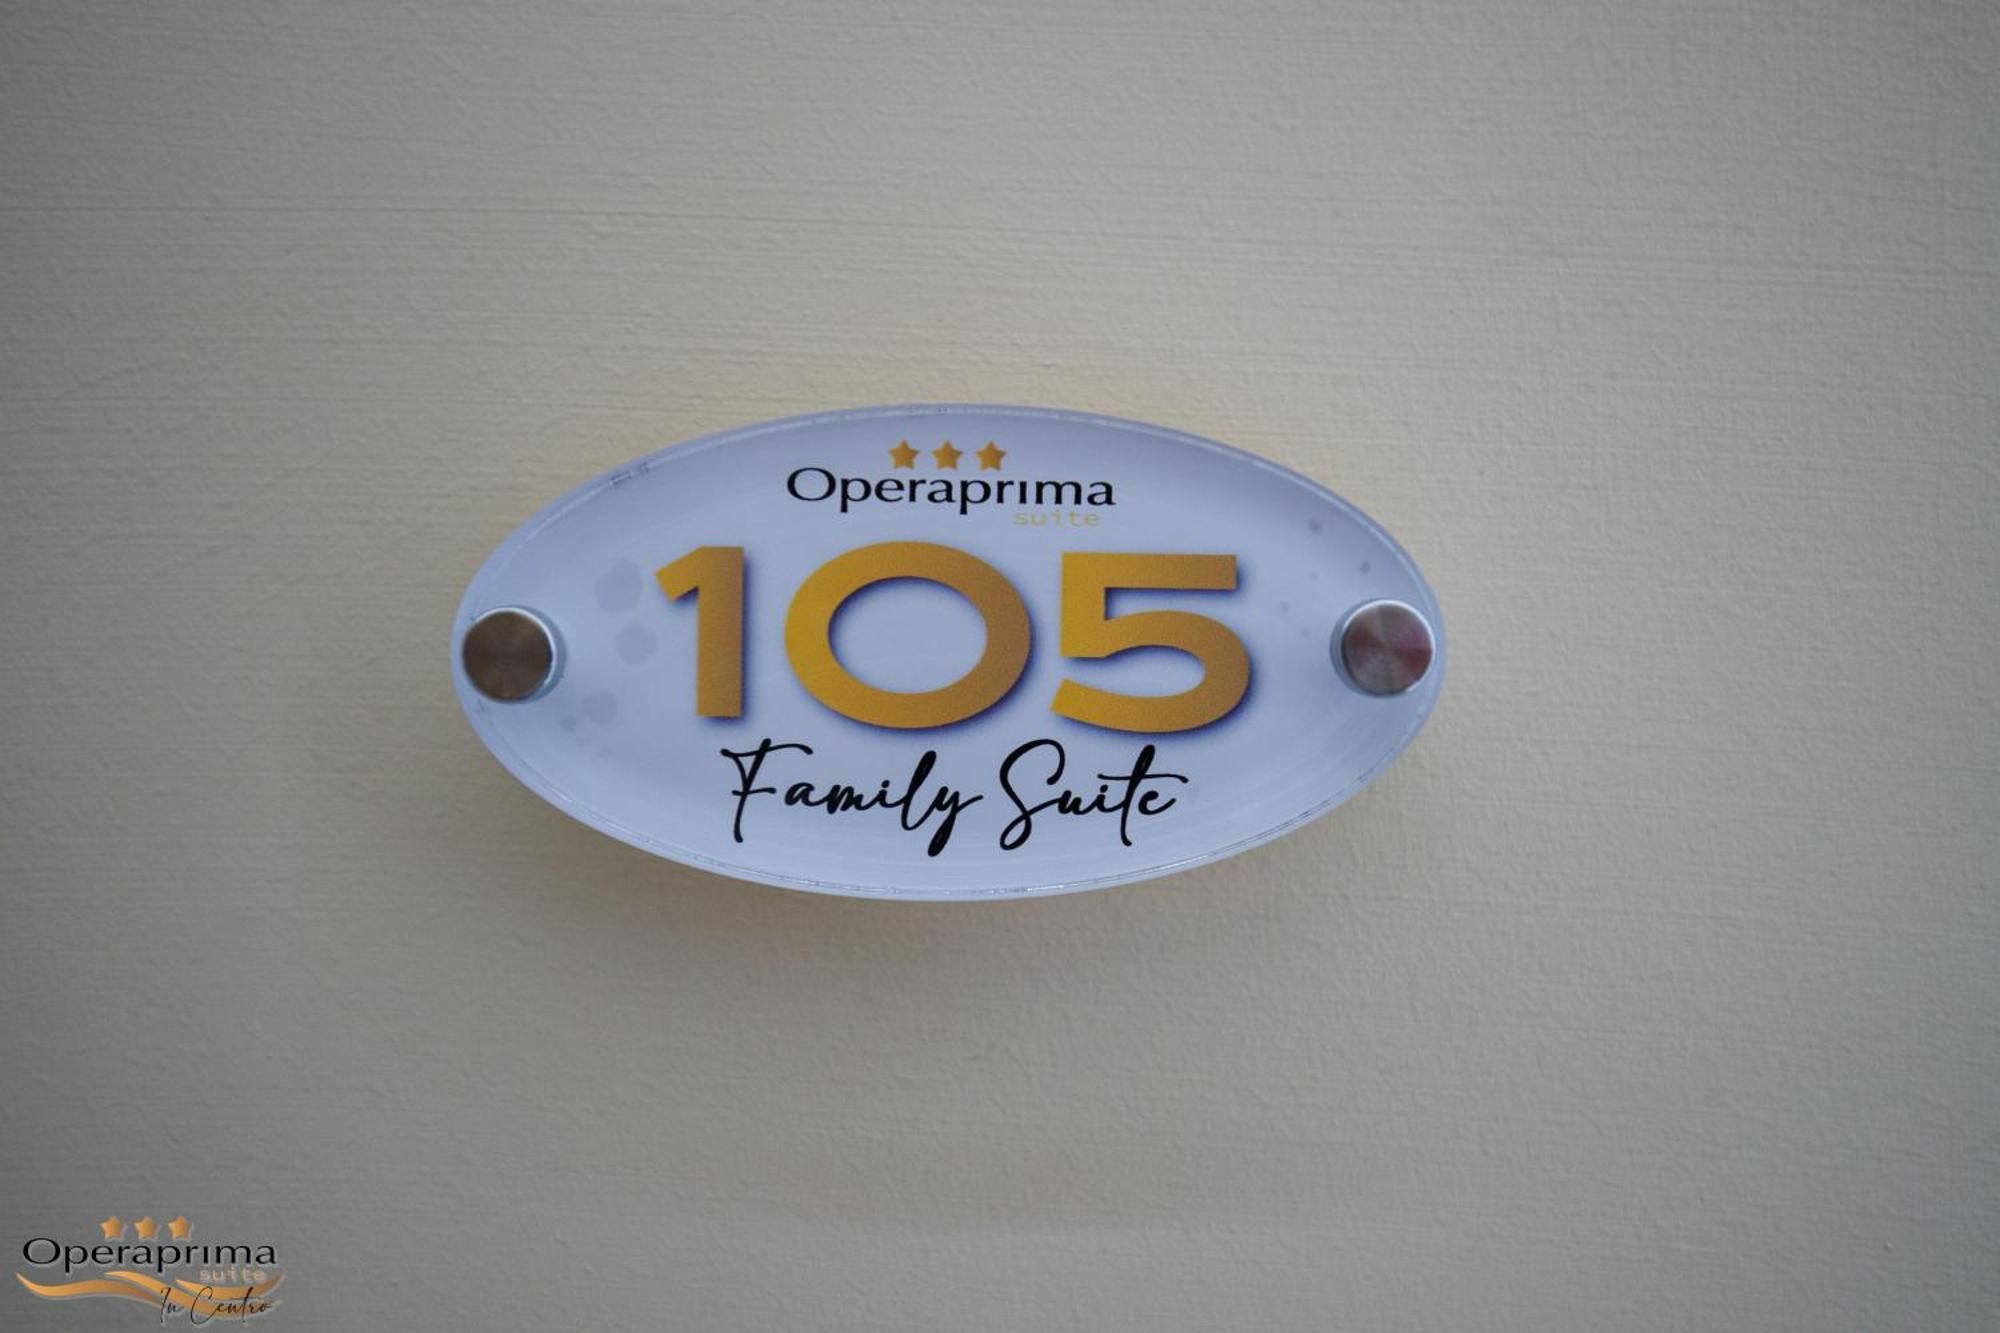 Operaprima
suite
105
Family Suite
Operaprima
suite
In Centro